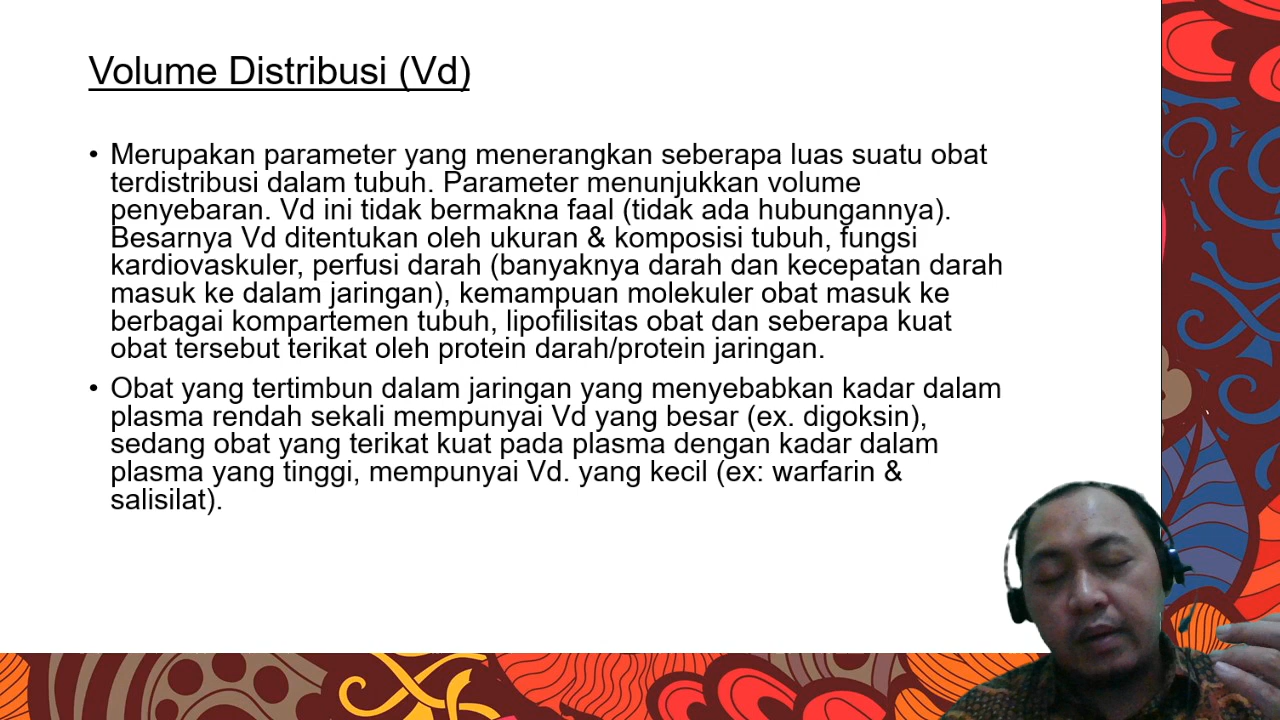 Volume Distribusi (Vd)
• Merupakan parameter yang menerangkan seberapa luas suatu obat
terdistribusi dalam tubuh. Parameter menunjukkan volume
penyebaran. Vd ini tidak bermakna faal (tidak ada hubungannya).
Besarnya Vd ditentukan oleh ukuran & komposisi tubuh, fungsi
kardiovaskuler, perfusi darah (banyaknya darah dan kecepatan darah
masuk ke dalam jaringan), kemampuan molekuler obat masuk ke
berbagai kompartemen tubuh, lipofilisitas obat dan seberapa kuat
obat tersebut terikat oleh protein darah/protein jaringan.
• Obat yang tertimbun dalam jaringan yang menyebabkan kadar dalam
plasma rendah sekali mempunyai Vd yang besar (ex. digoksin),
sedang obat yang terikat kuat pada plasma dengan kadar dalam
plasma yang tinggi, mempunyai Vd. yang kecil (ex: warfarin &
salisilat).